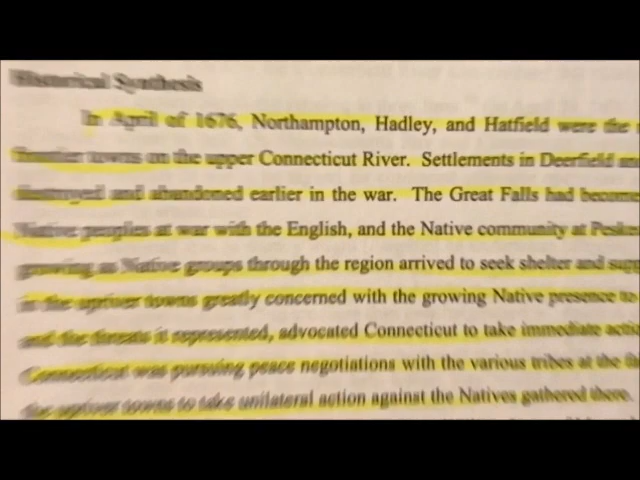 Historical Synthesis
In April of 1676, Northampton, Hadley, and Hatfield were the
frontier towns on the upper Connecticut River. Settlements in Deerfield
destroyed and abandoned earlier in the war. The Great Falls had become
Native peoples at war with the English, and the Native community at
growing as Native groups through the region arrived to seek shelter and
in the upriver towns greatly concerned with the growing Native presence
and the threats it represented, advocated Connecticut to take immediate
Connecticut was pursuing peace negotiations with the various tribes at the
the upriver towns to take unilateral action against the Natives gathered there.